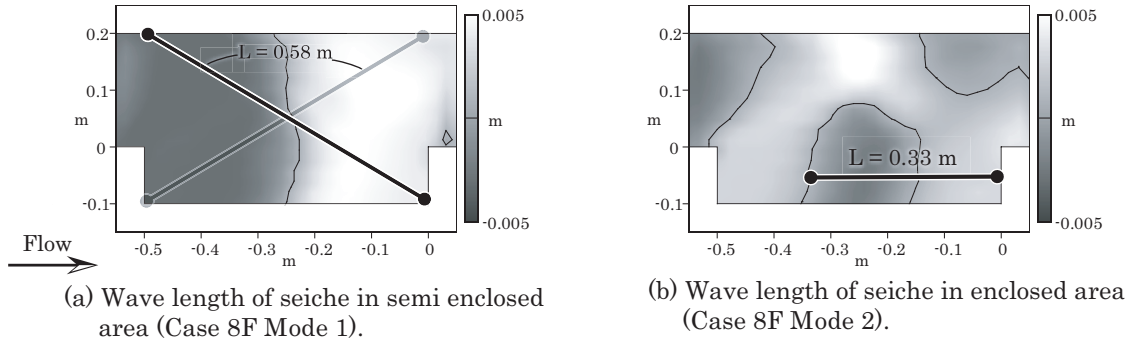 0.005
0.2
L = 0.58 m
0.1
m
m
0
-0.1
-0.005
-0.5
-0.4
-0.3
-0.2
-0.1
0
m
Flow
(a) Wave length of seiche in semi enclosed
area (Case 8F Mode 1).
0.005
0.2
0.1
m
m
0
L = 0.33 m
-0.1
-0.005
-0.5
-0.4
-0.3
-0.2
-0.1
0
m
(b) Wave length of seiche in enclosed area
(Case 8F Mode 2).